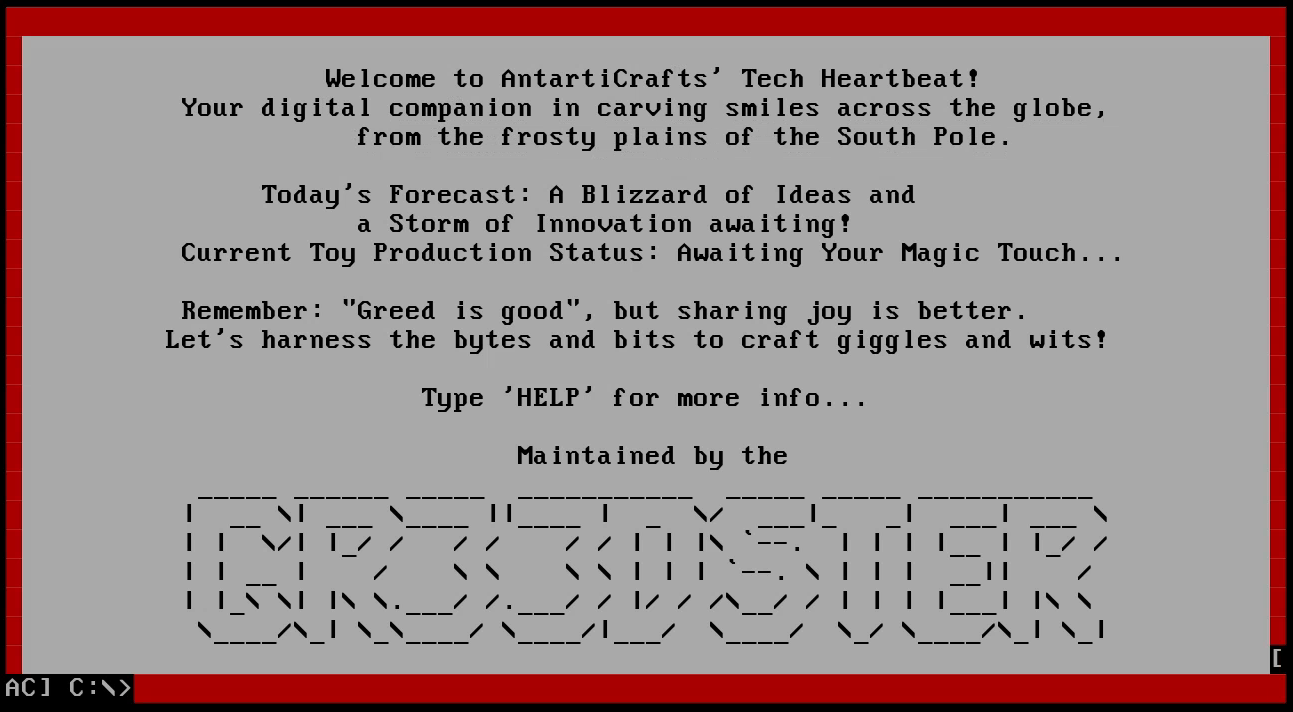 Welcome to AntartiCrafts' Tech Heartbeat!
Your digital companion in carving smiles across the globe,
from the frosty plains of the South Pole.
Today's Forecast: A Blizzard of Ideas and
a Storm of Innovation awaiting!
Current Toy Production Status: Awaiting Your Magic Touch...
Remember: "Greed is good", but sharing joy is better.
Let's harness the bytes and bits to craft giggles and wits!
Type 'HELP' for more info...
Maintained by the
GR33DSTER
[
AC] C:\>